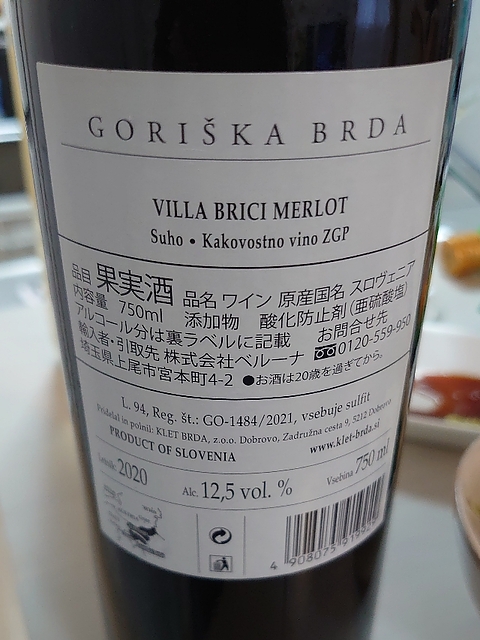 GORIŠKA BRDA
VILLA BRICI MERLOT
Suho • Kakovostno vino ZGP
品目 果実酒 品名 ワイン 原産国名 スロヴェニア
内容量 750ml 添加物 酸化防止剤(亜硫酸塩)
アルコール分は裏ラベルに記載 お問合せ先
輸入者・引取先 株式会社ベルーナ 0120-559-950
埼玉県上尾市宮本町4-2 ●お酒は20歳を過ぎてから。
L. 94, Reg. št.: GO-1484/2021, vsebuje sulfit
Pridelal in polnil: KLET BRDA, z.o.o. Dobrovo, Zadružna cesta 9, 5212 Dobrovo
PRODUCT OF SLOVENIA www.klet-brda.si
Letnik: 2020 Alc. 12,5 vol. % Vsebina 750 ml